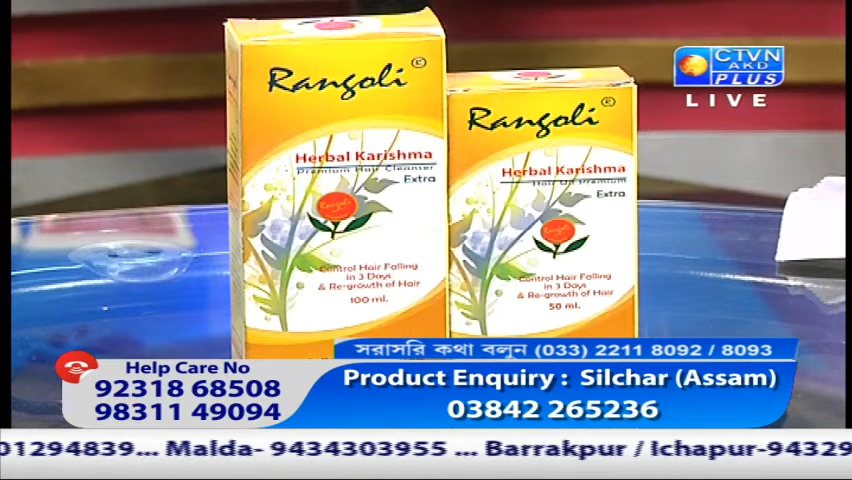 Rangoli
Herbal Karishma
Premium Hair Cleanser
Extra
Rangoli
Control Hair Falling
in 3 Days
& Re-growth of Hair
100 ml.
Rangoli
Herbal Karishma
Hair Oil Premium
Extra
Rangoli
Control Hair Falling
in 3 Days
& Re-growth of Hair
50 ml.
CTVN
AKD
PLUS
LIVE
সরাসরি কথা বলুন (033) 2211 8092 / 8093
Help Care No
92318 68508
98311 49094
Product Enquiry : Silchar (Assam)
03842 265236
01294839... Malda- 9434303955 ... Barrakpur / Ichapur-94329